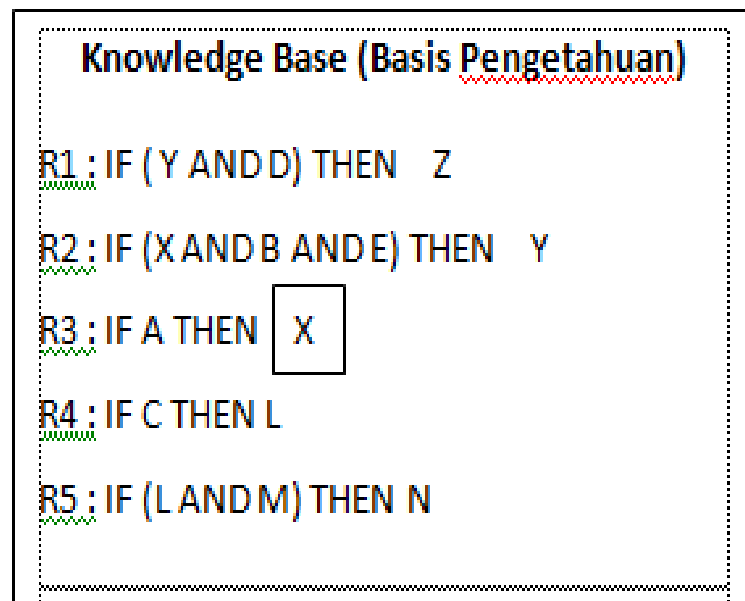 Knowledge Base (Basis Pengetahuan)
R1 : IF ( Y AND D) THEN Z
R2 : IF (X AND B AND E) THEN Y
R3 : IF A THEN X
R4 : IF C THEN L
R5 : IF (L AND M) THEN N